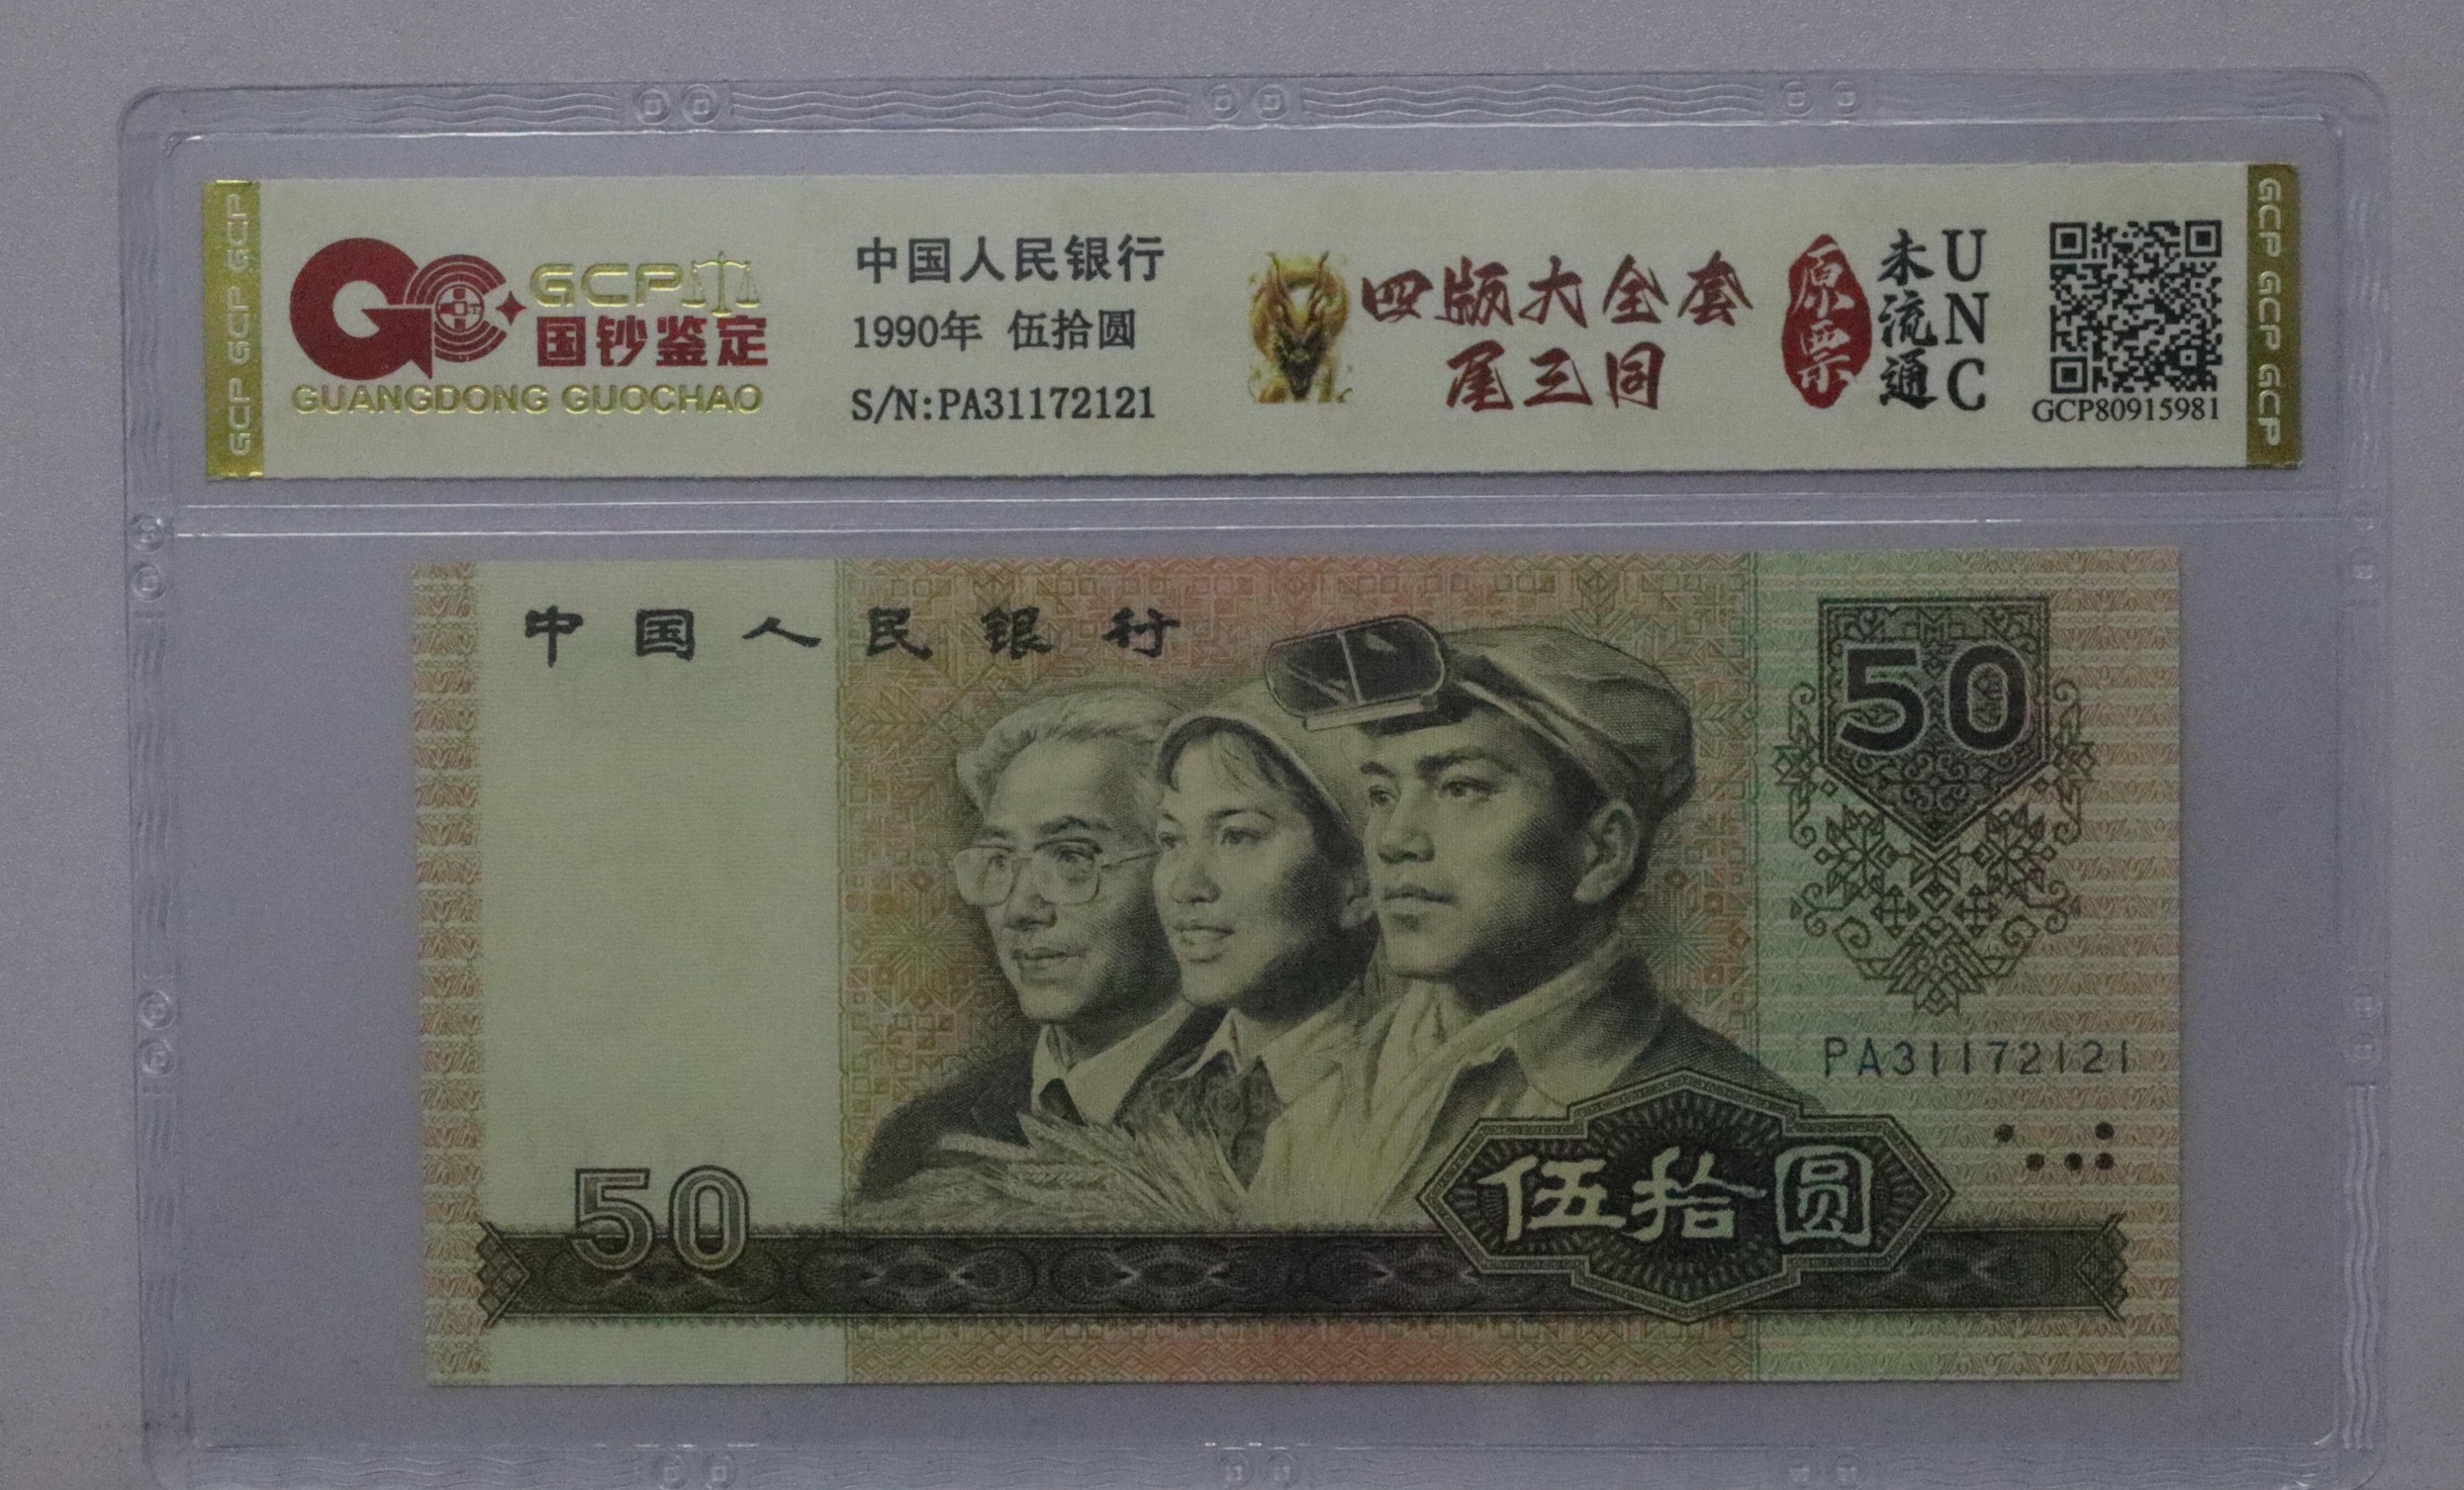 GCP GCP GCP
GCP
国钞鉴定
GUANGDONG GUOCHAO
中国人民银行
1990年 伍拾圆
S/N:PA31172121
四版大全套
尾三同
原票
未流通
UNC
GCP80915981
GCP GCP GCP
中国人民银行
50
PA31172121
50
伍拾圆